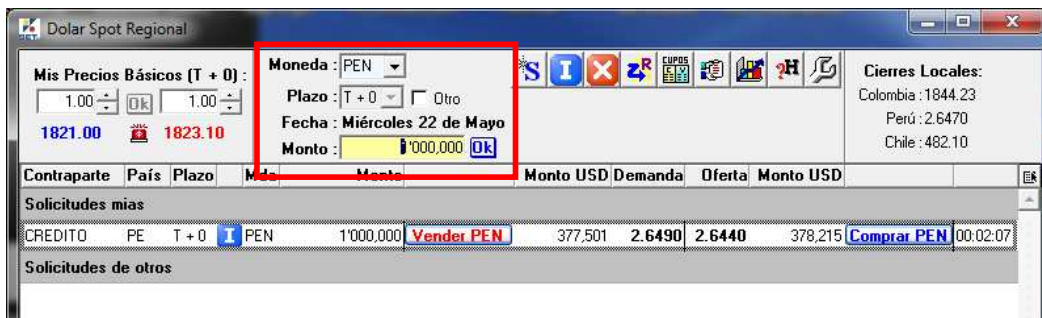 Dolar Spot Regional
Mis Precios Básicos (T + 0) :
1.00 Ok 1.00
1821.00 1823.10
Moneda : PEN
Plazo : T + 0 Otro
Fecha : Miércoles 22 de Mayo
Monto : '000,000 Ok
*S I X zR CUPOS ?H
Cierres Locales:
Colombia : 1844.23
Perú : 2.6470
Chile : 482.10
Contraparte País Plazo Mda Monto Monto USD Demanda Oferta Monto USD
Solicitudes mias
CREDITO PE T + 0 I PEN 1'000,000 Vender PEN 377,501 2.6490 2.6440 378,215 Comprar PEN 00:02:07
Solicitudes de otros